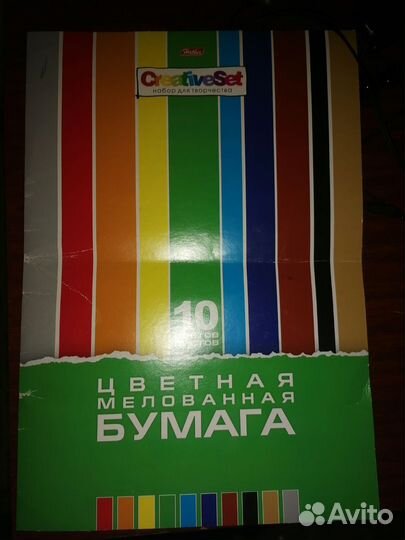 Hatber
CreativeSet
набор для творчества
10
ЦВЕТНАЯ
МЕЛОВАННАЯ
БУМАГА
Avito